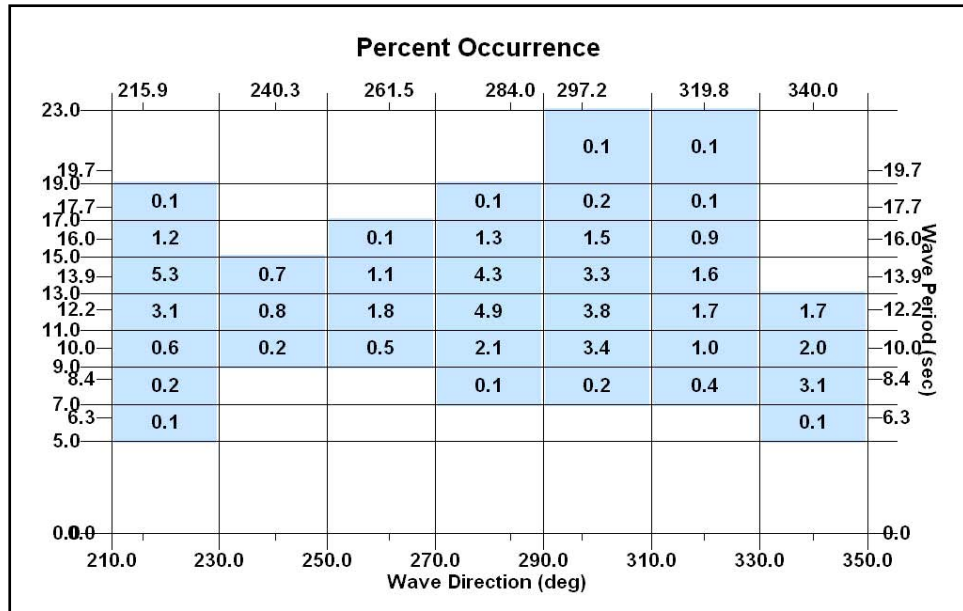 Percent Occurrence
215.9 240.3 261.5 284.0 297.2 319.8 340.0
23.0
0.1 0.1
19.7 19.7
19.0
17.7 0.1 0.1 0.2 0.1 17.7
17.0
16.0 1.2 0.1 1.3 1.5 0.9 16.0
15.0
13.9 5.3 0.7 1.1 4.3 3.3 1.6 13.9
13.0
12.2 3.1 0.8 1.8 4.9 3.8 1.7 1.7 12.2
11.0
10.0 0.6 0.2 0.5 2.1 3.4 1.0 2.0 10.0
9.0
8.4 0.2 0.1 0.2 0.4 3.1 8.4
7.0
6.3 0.1 0.1 6.3
5.0
Wave Period (sec)
0.0 0.0 0.0
210.0 230.0 250.0 270.0 290.0 310.0 330.0 350.0
Wave Direction (deg)